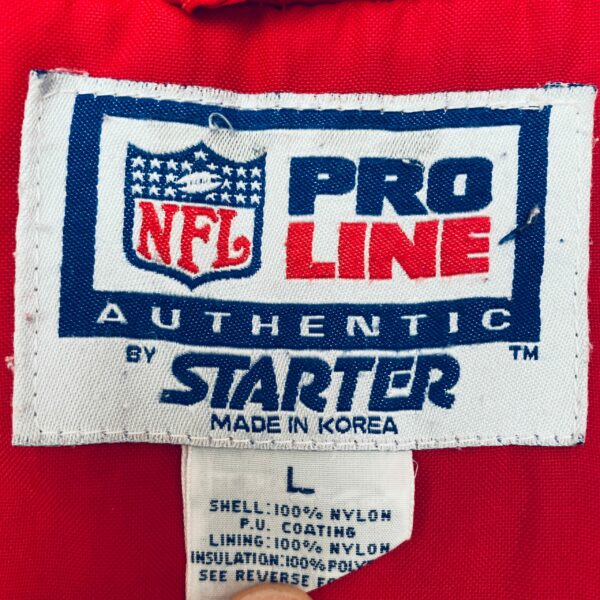 NFL
PRO
LINE
AUTHENTIC
BY STARTER TM
MADE IN KOREA
L
SHELL:100% NYLON
P.U. COATING
LINING:100% NYLON
INSULATION:100%
SEE REVERSE